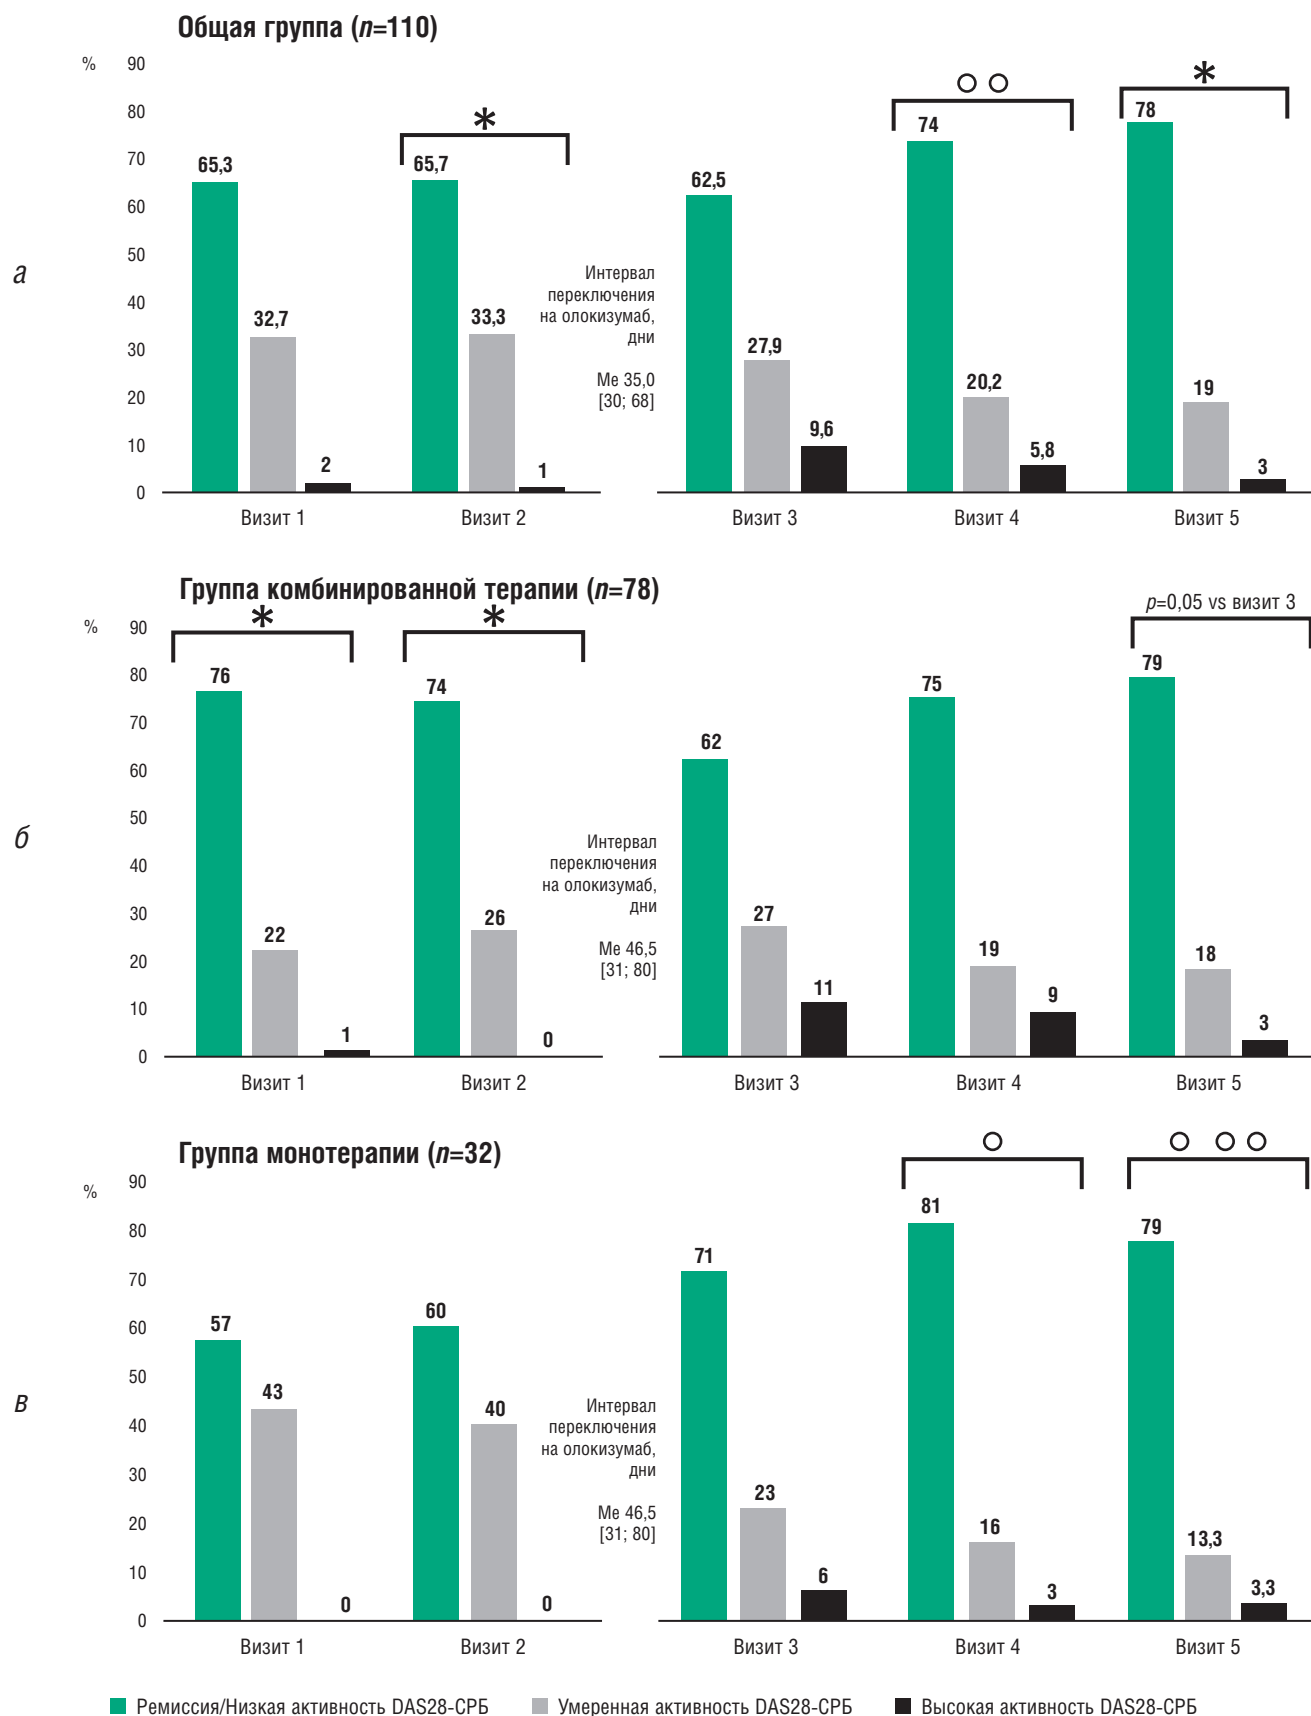 Общая группа (n=110)
%
90
80
70
60
50
40
30
20
10
0
а
65,3
32,7
2
Визит 1
*
65,7
33,3
1
Визит 2
Интервал
переключения
на олокизумаб,
дни
Me 35,0
[30; 68]
62,5
27,9
9,6
Визит 3
○ ○
74
20,2
5,8
Визит 4
*
78
19
3
Визит 5
Группа комбинированной терапии (n=78)
%
90
80
70
60
50
40
30
20
10
0
б
*
76
22
1
Визит 1
*
74
26
0
Визит 2
Интервал
переключения
на олокизумаб,
дни
Me 46,5
[31; 80]
62
27
11
Визит 3
75
19
9
Визит 4
p=0,05 vs визит 3
79
18
3
Визит 5
Группа монотерапии (n=32)
%
90
80
70
60
50
40
30
20
10
0
в
57
43
0
Визит 1
60
40
0
Визит 2
Интервал
переключения
на олокизумаб,
дни
Me 46,5
[31; 80]
71
23
6
Визит 3
○
81
16
3
Визит 4
○ ○ ○
79
13,3
3,3
Визит 5
Ремиссия/Низкая активность DAS28-СРБ Умеренная активность DAS28-СРБ Высокая активность DAS28-СРБ